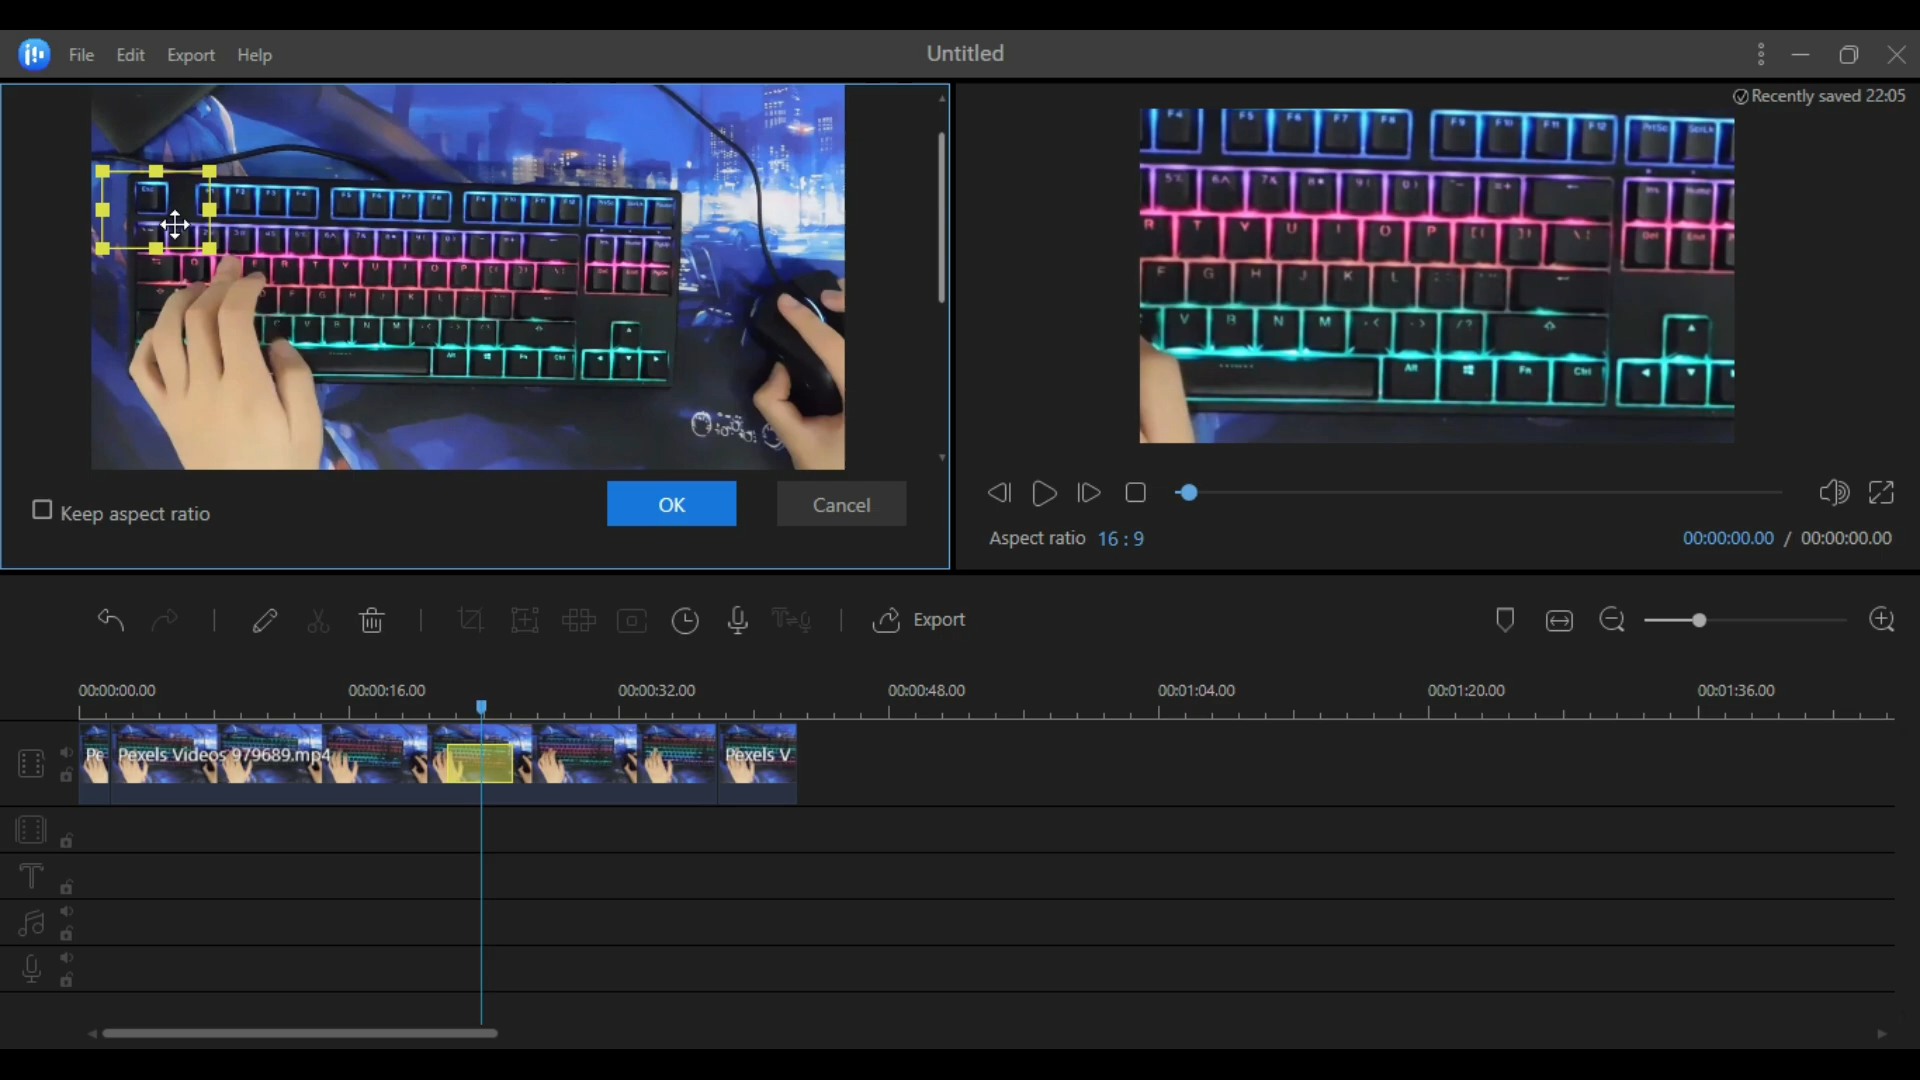 File Edit Export Help
Untitled
Recently saved 22:05
Keep aspect ratio
OK
Cancel
Aspect ratio 16 : 9
00:00:00.00 / 00:00:00.00
Export
00:00:00.00 00:00:16.00 00:00:32.00 00:00:48.00 00:01:04.00 00:01:20.00 00:01:36.00
Pe Pexels Videos 979689.mp4 Pexels V